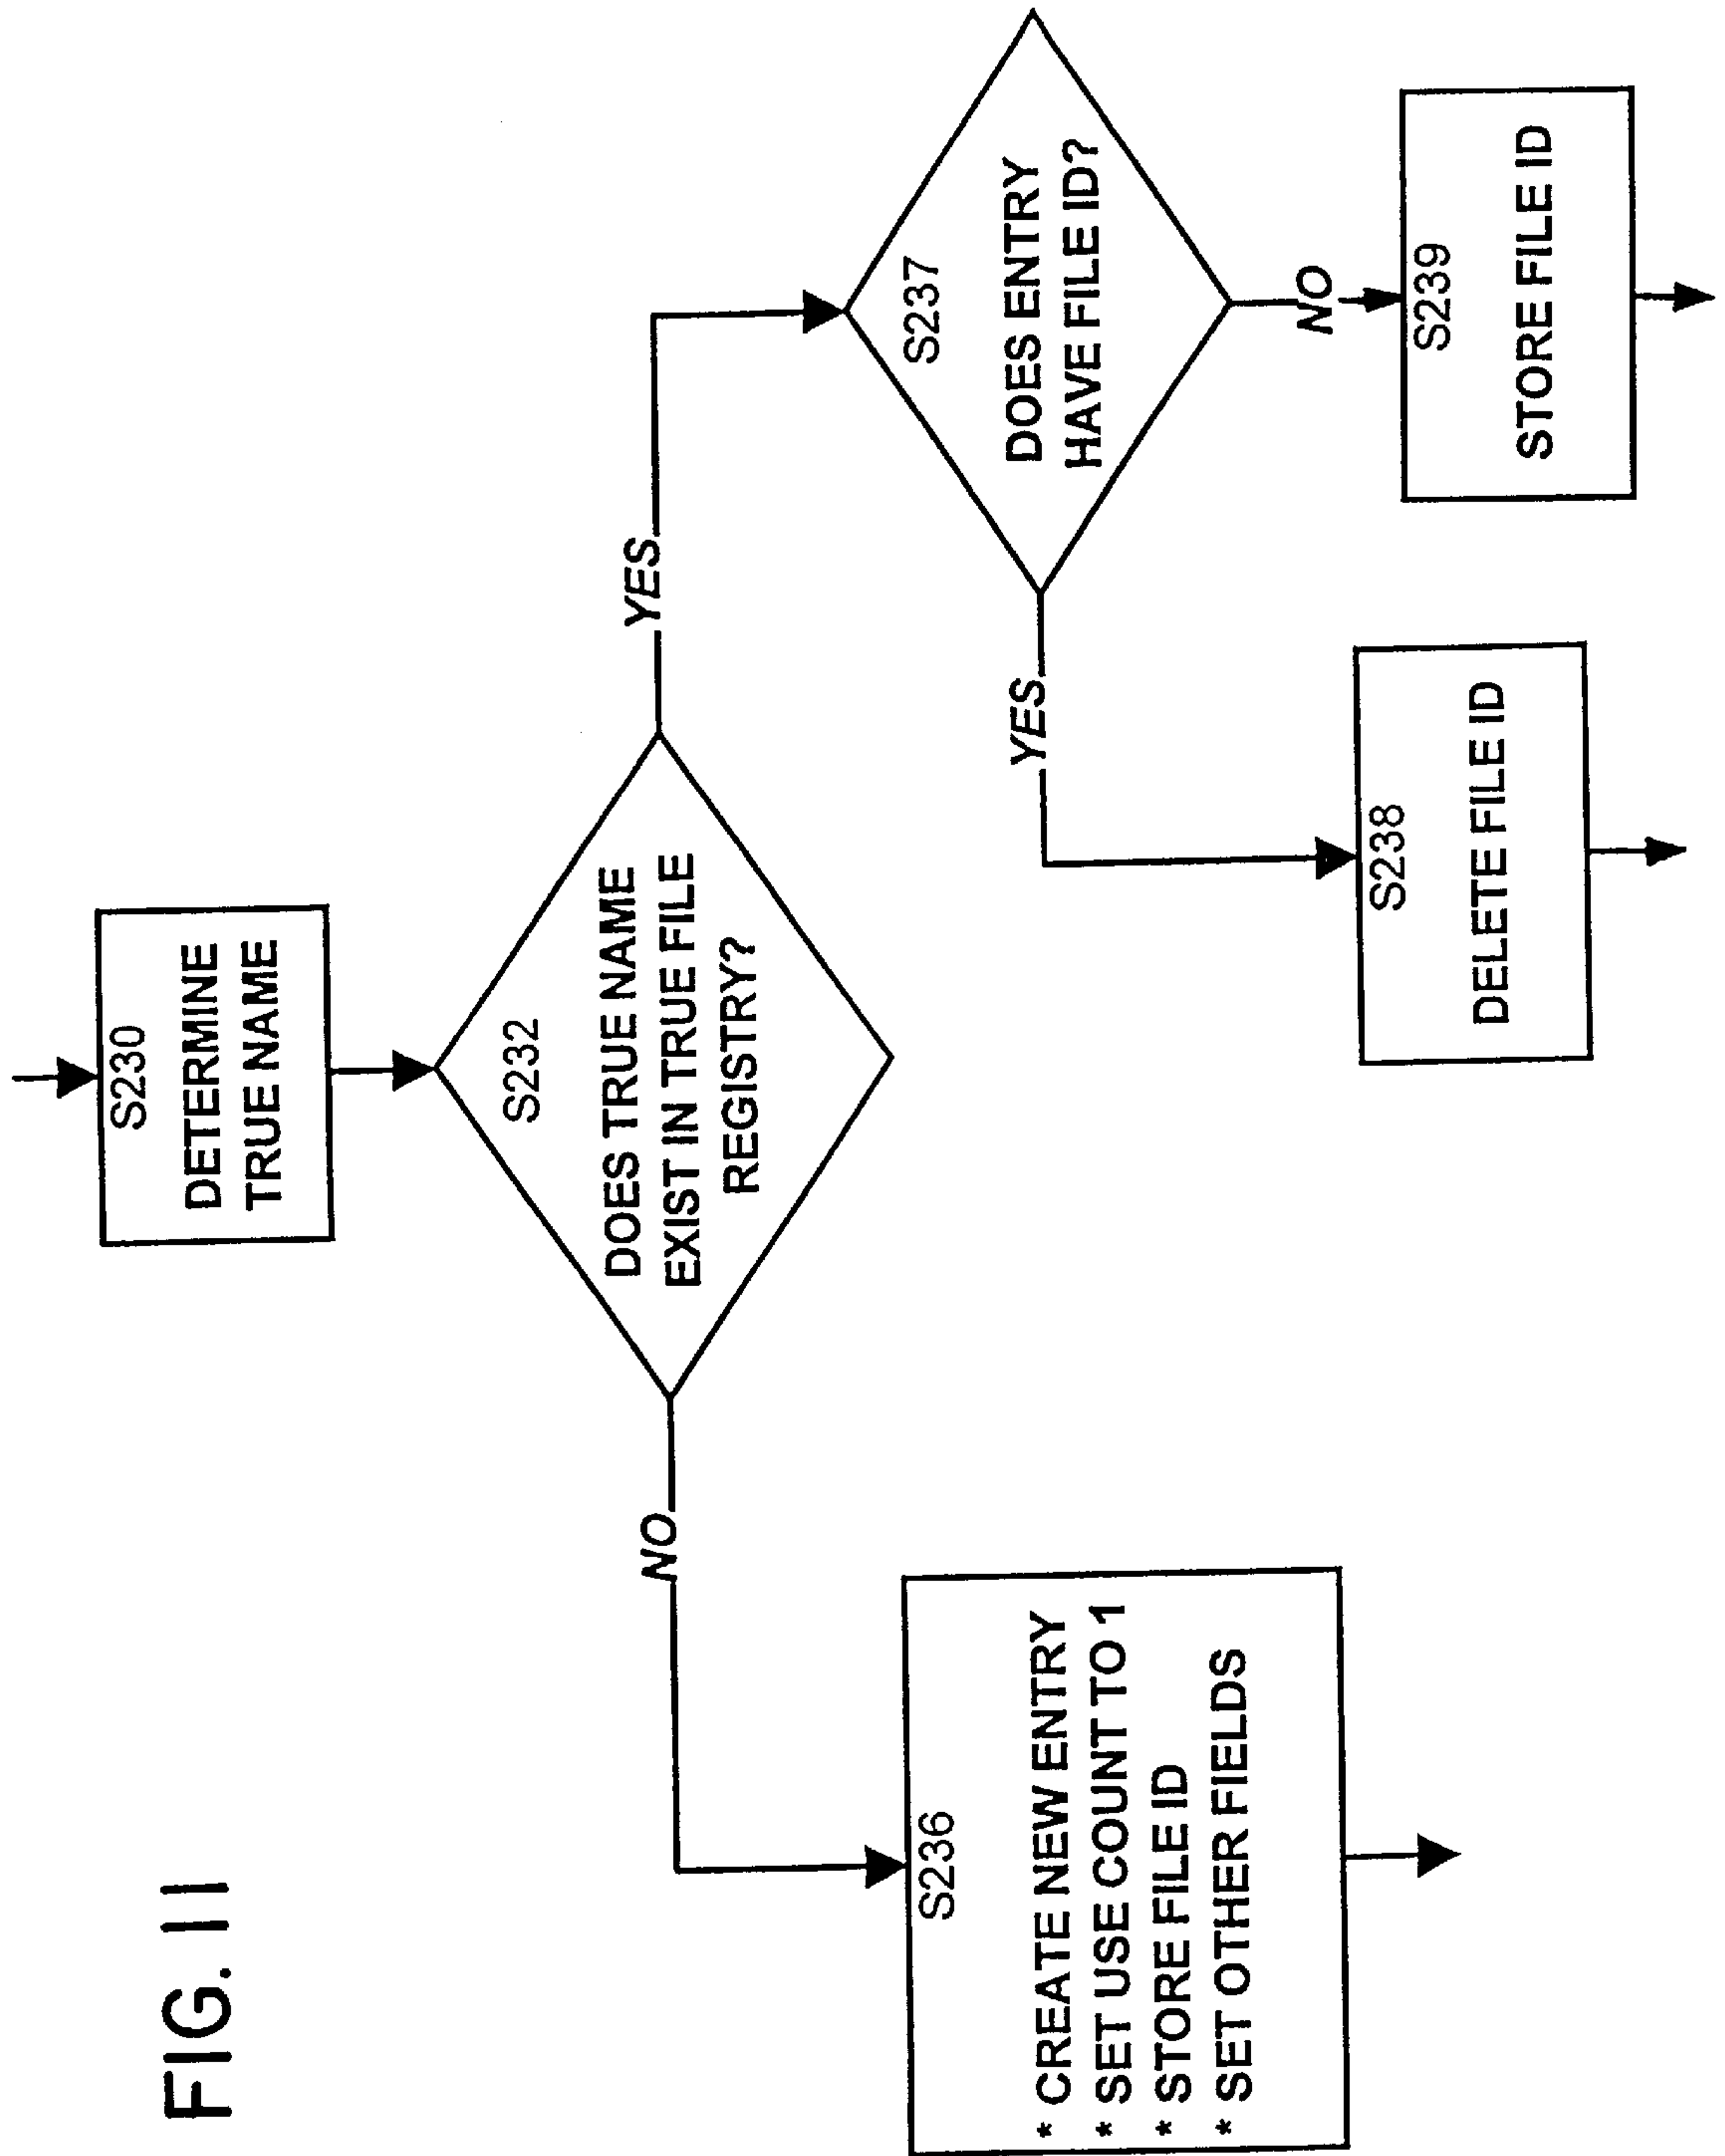 FIG. 11
S230
DETERMINE
TRUE NAME
S232
DOES TRUE NAME
EXIST IN TRUE FILE
REGISTRY?
NO
YES
S236
* CREATE NEW ENTRY
* SET USE COUNT TO 1
* STORE FILE ID
* SET OTHER FIELDS
S237
DOES ENTRY
HAVE FILE ID?
YES
NO
S238
DELETE FILE ID
S239
STORE FILE ID